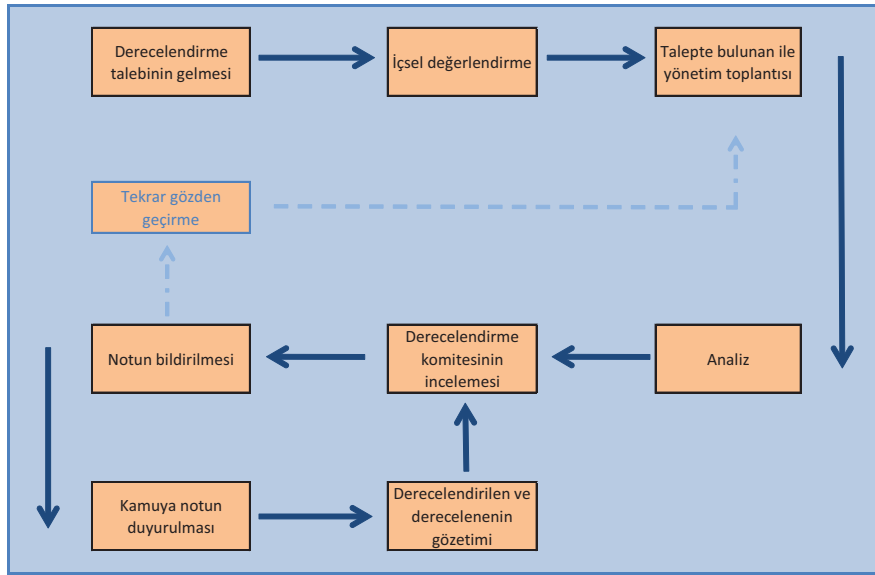 Derecelendirme
talebinin gelmesi
İçsel değerlendirme
Talepte bulunan ile
yönetim toplantısı
Tekrar gözden
geçirme
Notun bildirilmesi
Derecelendirme
komitesinin
incelemesi
Analiz
Kamuya notun
duyurulması
Derecelendirilen ve
derecelenenin
gözetimi